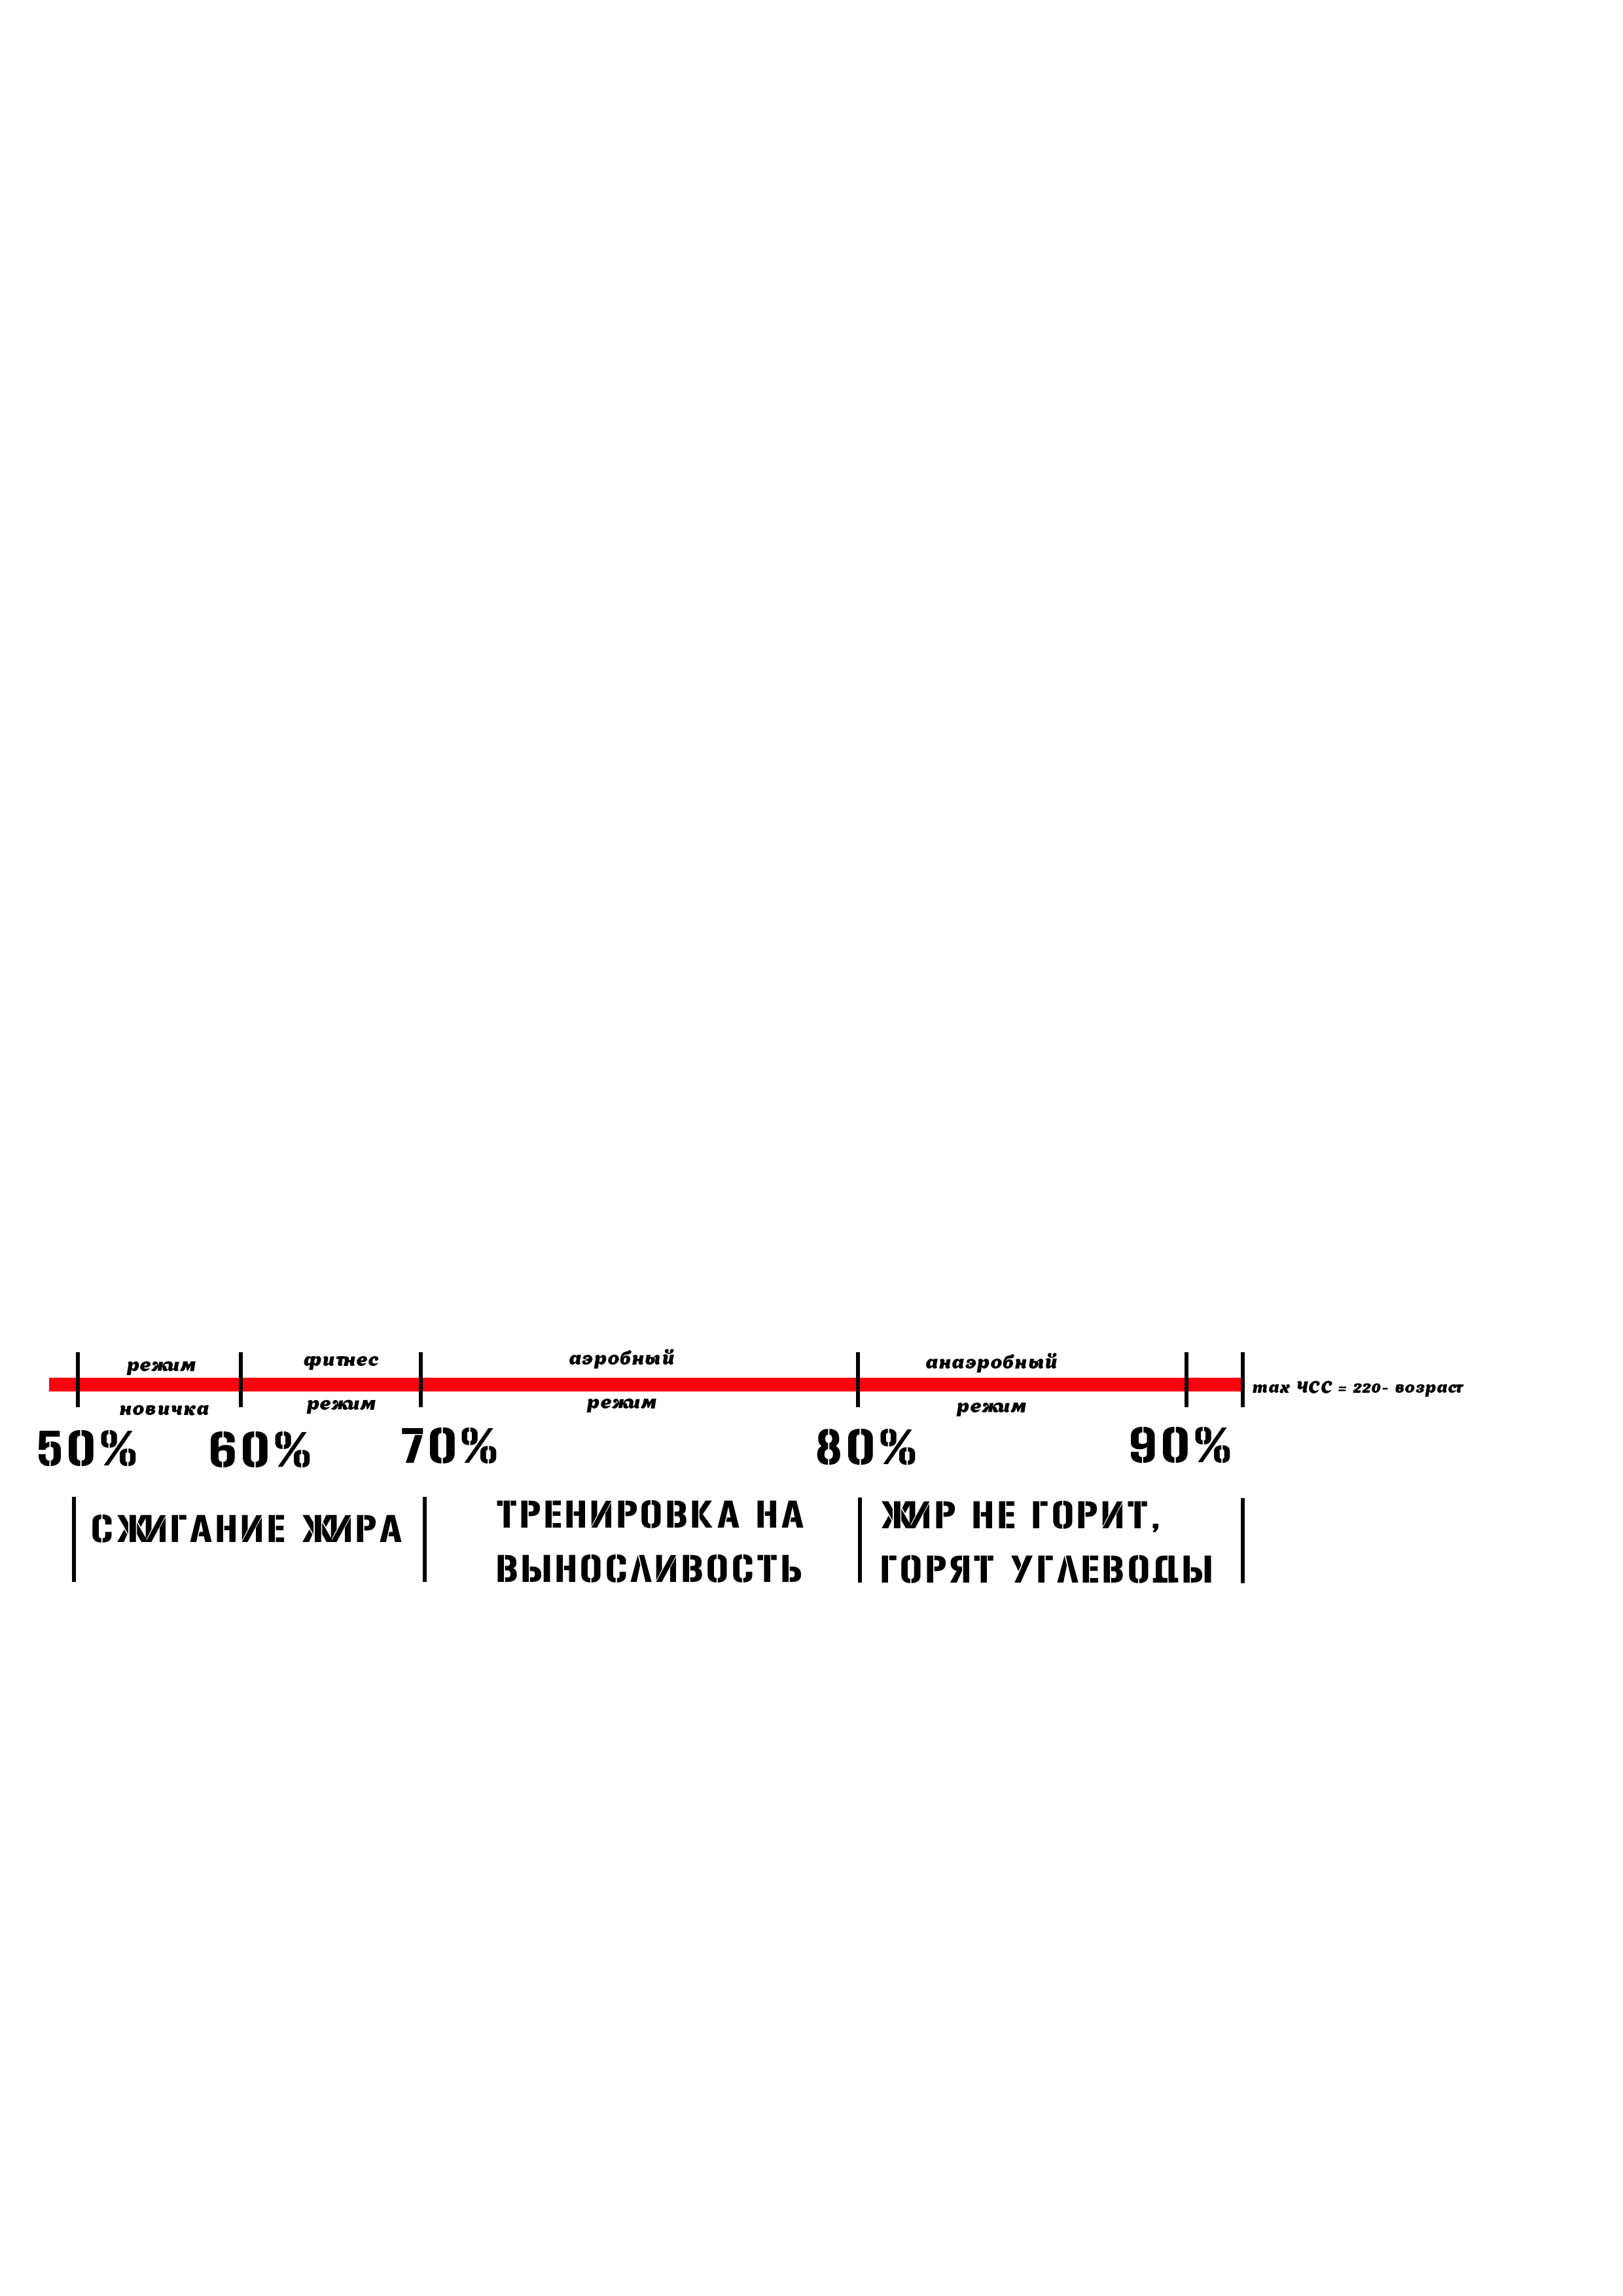 режим
новичка
фитнес
режим
аэробный
режим
анаэробный
режим
max ЧСС = 220- возраст
50% 60% 70% 80% 90%
СЖИГАНИЕ ЖИРА
ТРЕНИРОВКА НА
ВЫНОСЛИВОСТЬ
ЖИР НЕ ГОРИТ,
ГОРЯТ УГЛЕВОДЫ